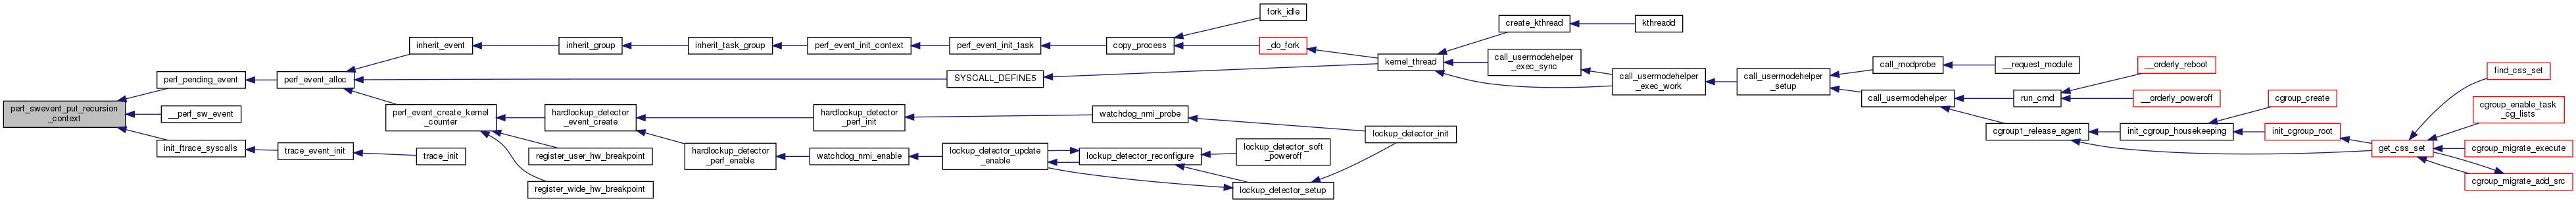 perf_swevent_put_recursion
_context
perf_pending_event
__perf_sw_event
init_ftrace_syscalls
perf_event_alloc
trace_event_init
inherit_event
perf_event_create_kernel
_counter
trace_init
inherit_group
hardlockup_detector
_event_create
register_user_hw_breakpoint
register_wide_hw_breakpoint
inherit_task_group
hardlockup_detector
_perf_enable
perf_event_init_context
hardlockup_detector
_perf_init
watchdog_nmi_enable
perf_event_init_task
SYSCALL_DEFINE5
lockup_detector_update
_enable
copy_process
watchdog_nmi_probe
lockup_detector_reconfigure
fork_idle
_do_fork
lockup_detector_soft
_poweroff
lockup_detector_setup
kernel_thread
lockup_detector_init
create_kthread
call_usermodehelper
_exec_sync
kthreadd
call_usermodehelper
_exec_work
call_usermodehelper
_setup
call_modprobe
call_usermodehelper
__request_module
run_cmd
cgroup1_release_agent
__orderly_reboot
__orderly_poweroff
init_cgroup_housekeeping
cgroup_create
init_cgroup_root
get_css_set
find_css_set
cgroup_enable_task
_cg_lists
cgroup_migrate_execute
cgroup_migrate_add_src